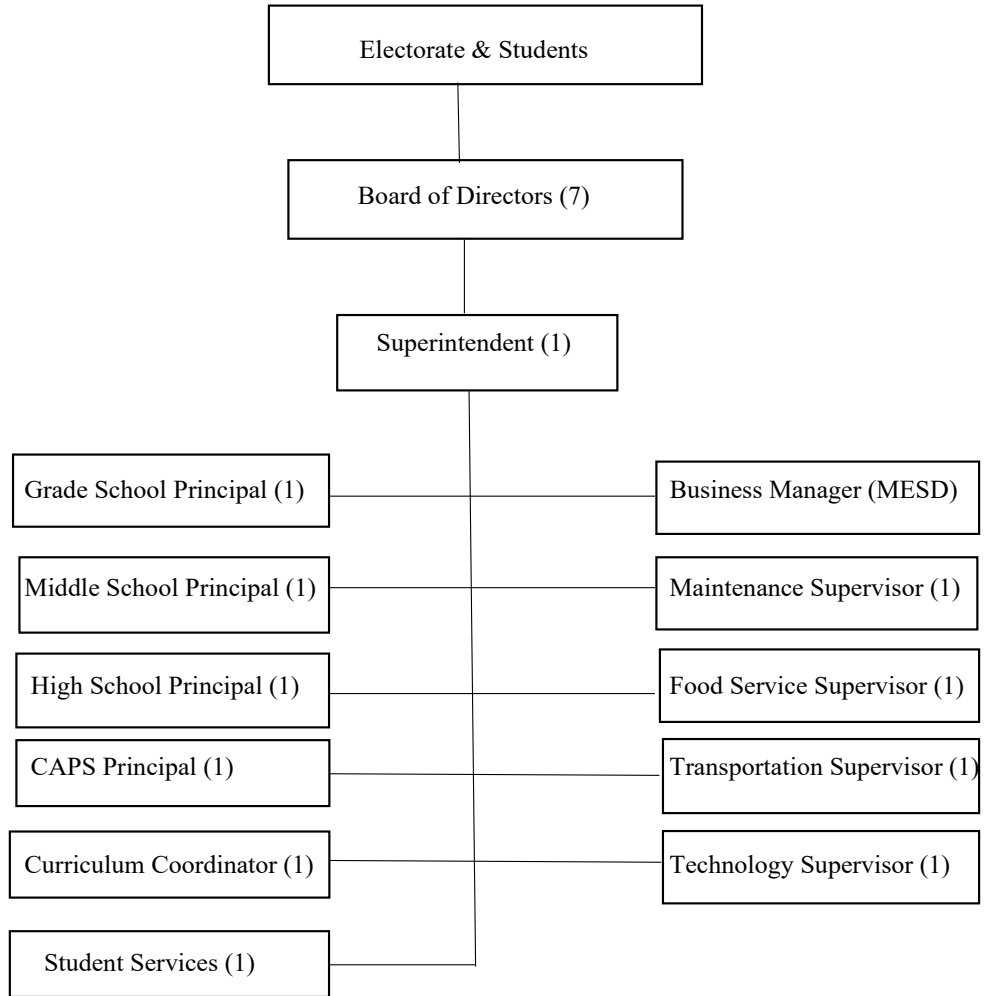 Electorate & Students
Board of Directors (7)
Superintendent (1)
Grade School Principal (1)
Business Manager (MESD)
Middle School Principal (1)
Maintenance Supervisor (1)
High School Principal (1)
Food Service Supervisor (1)
CAPS Principal (1)
Transportation Supervisor (1)
Curriculum Coordinator (1)
Technology Supervisor (1)
Student Services (1)